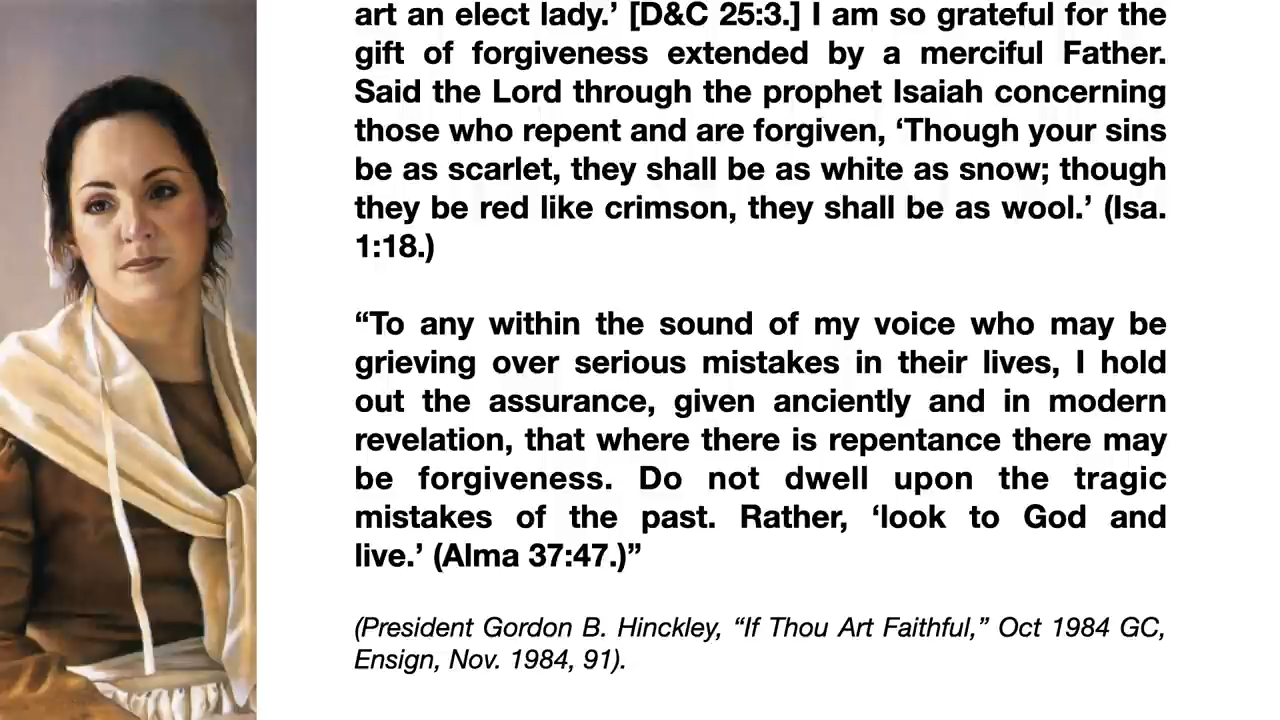 art an elect lady.’ [D&C 25:3.] I am so grateful for the
gift of forgiveness extended by a merciful Father.
Said the Lord through the prophet Isaiah concerning
those who repent and are forgiven, ‘Though your sins
be as scarlet, they shall be as white as snow; though
they be red like crimson, they shall be as wool.’ (Isa.
1:18.)
“To any within the sound of my voice who may be
grieving over serious mistakes in their lives, I hold
out the assurance, given anciently and in modern
revelation, that where there is repentance there may
be forgiveness. Do not dwell upon the tragic
mistakes of the past. Rather, ‘look to God and
live.’ (Alma 37:47.)”
(President Gordon B. Hinckley, “If Thou Art Faithful,” Oct 1984 GC,
Ensign, Nov. 1984, 91).